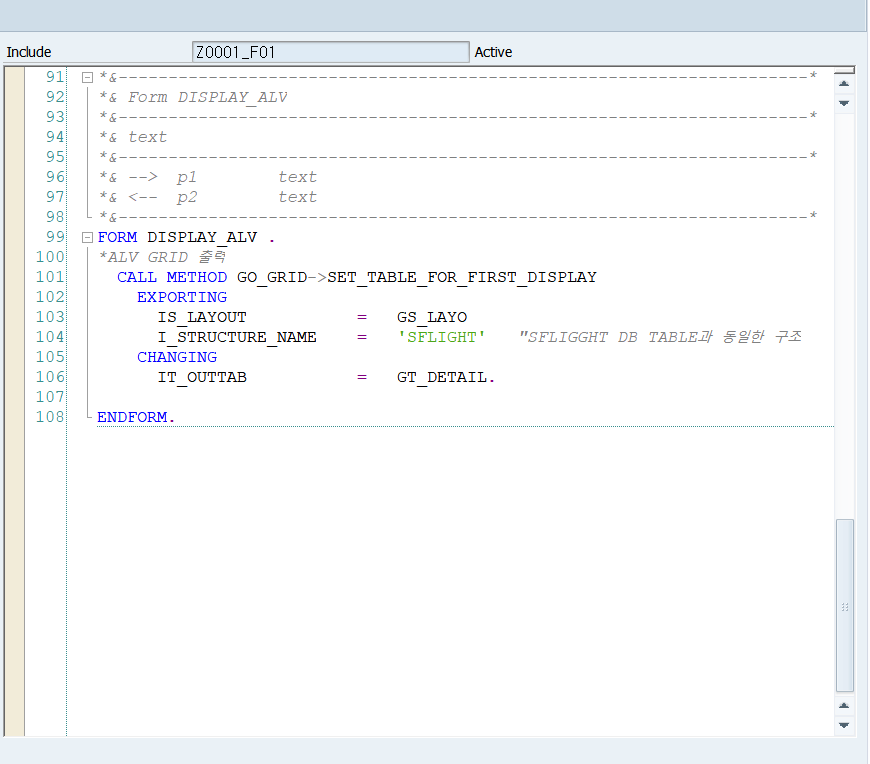 Include Z0001_F01 Active
91 *&---------------------------------------------------------------------*
92 *& Form DISPLAY_ALV
93 *&---------------------------------------------------------------------*
94 *& text
95 *&---------------------------------------------------------------------*
96 *& --> p1 text
97 *& <-- p2 text
98 *&---------------------------------------------------------------------*
99 FORM DISPLAY_ALV .
100 *ALV GRID 출력
101 CALL METHOD GO_GRID->SET_TABLE_FOR_FIRST_DISPLAY
102 EXPORTING
103 IS_LAYOUT = GS_LAYO
104 I_STRUCTURE_NAME = 'SFLIGHT' "SFLIGGHT DB TABLE과 동일한 구조
105 CHANGING
106 IT_OUTTAB = GT_DETAIL.
107
108 ENDFORM.